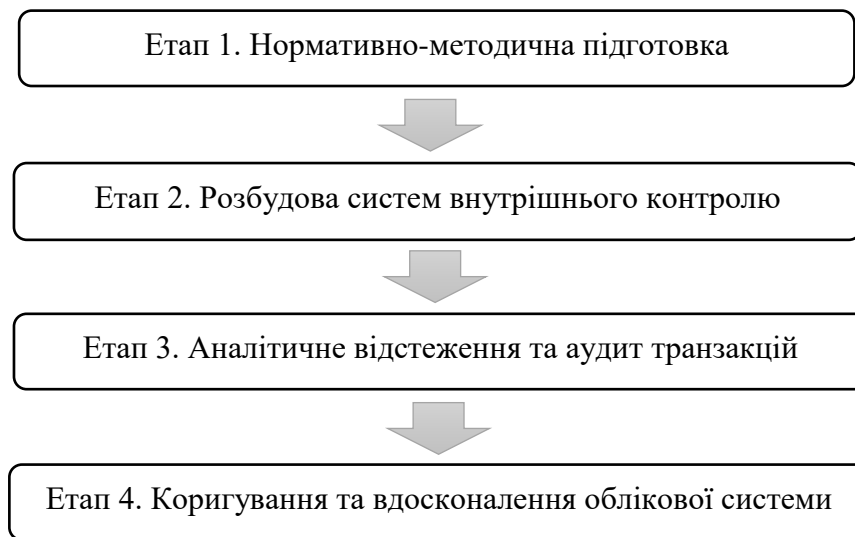 Етап 1. Нормативно-методична підготовка
Етап 2. Розбудова систем внутрішнього контролю
Етап 3. Аналітичне відстеження та аудит транзакцій
Етап 4. Коригування та вдосконалення облікової системи